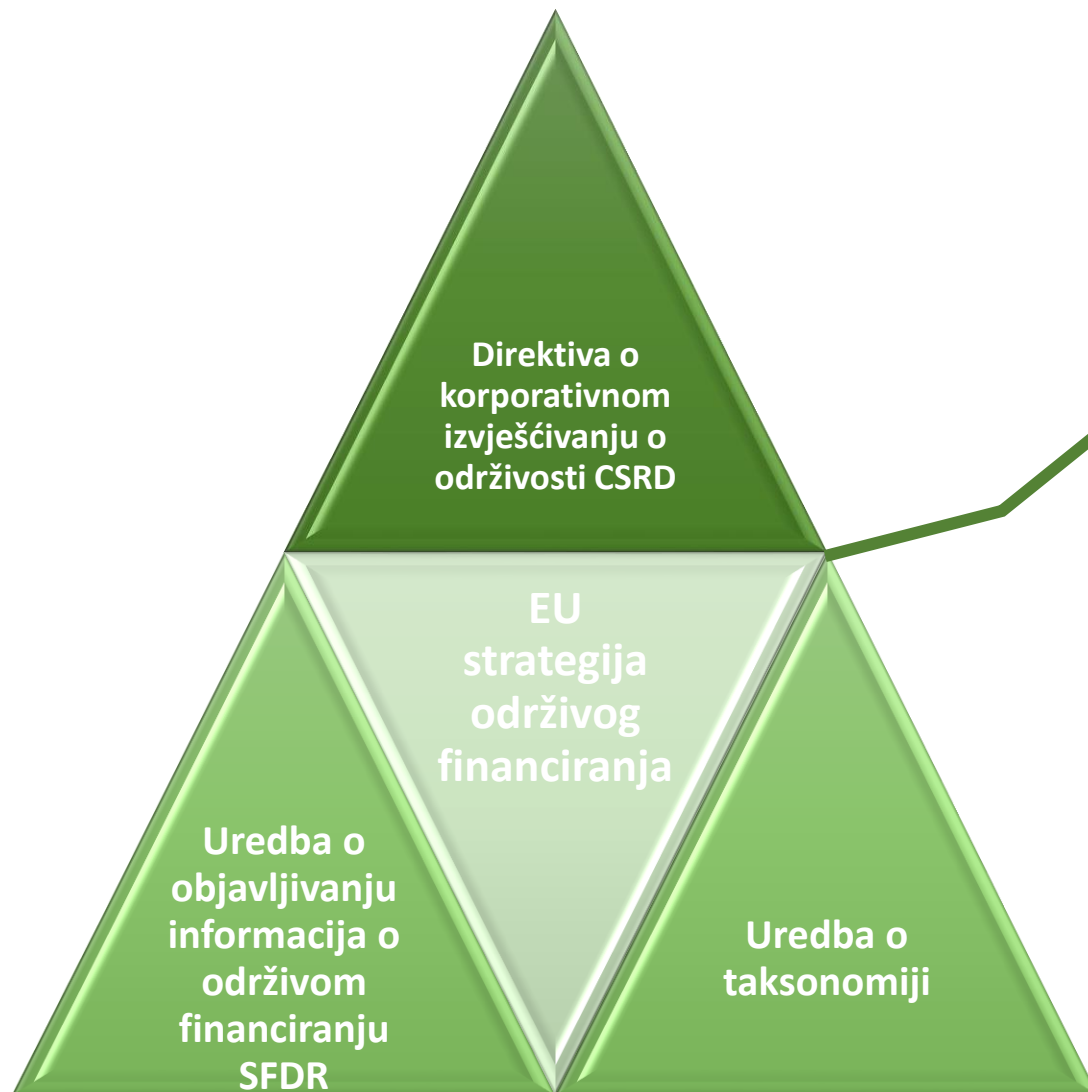 Direktiva o
korporativnom
izvješćivanju o
održivosti CSRD
EU
strategija
održivog
financiranja
Uredba o
objavljivanju
informacija o
održivom
financiranju
SFDR
Uredba o
taksonomiji